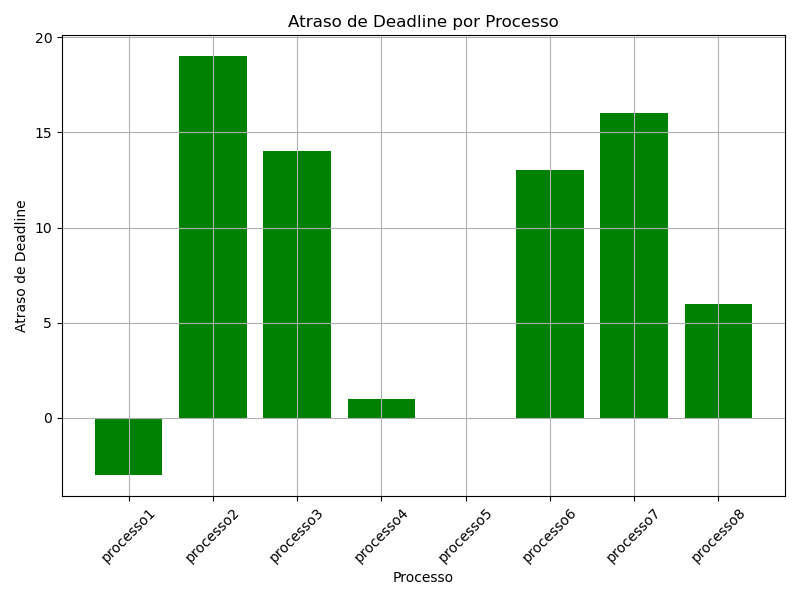 Atraso de Deadline por Processo
Atraso de Deadline
20
15
10
5
0
processo1
processo2
processo3
processo4
processo5
processo6
processo7
processo8
Processo